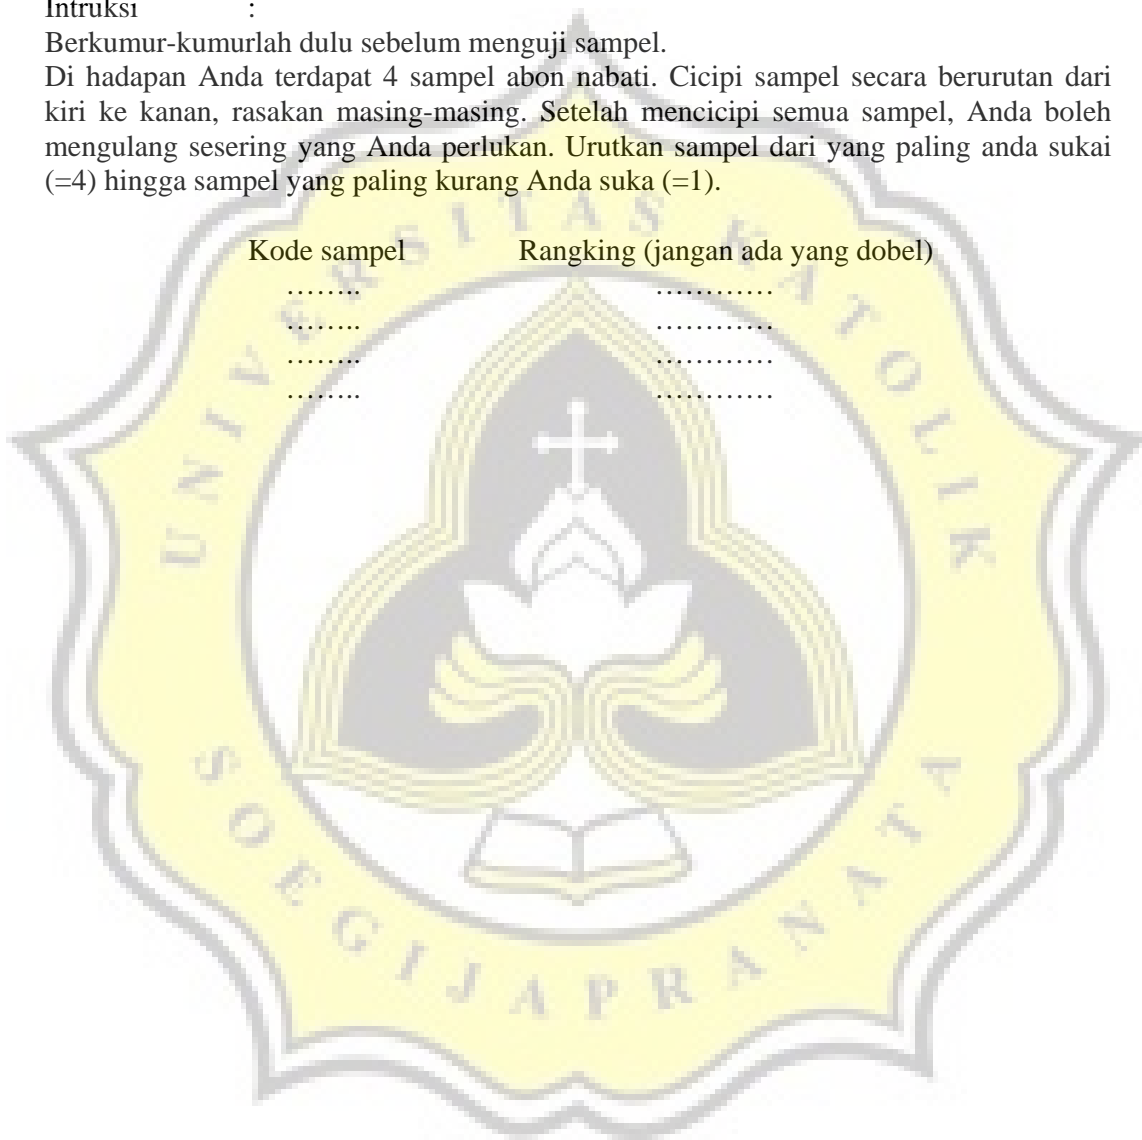 Intruksi :
Berkumur-kumurlah dulu sebelum menguji sampel.
Di hadapan Anda terdapat 4 sampel abon nabati. Cicipi sampel secara berurutan dari
kiri ke kanan, rasakan masing-masing. Setelah mencicipi semua sampel, Anda boleh
mengulang sesering yang Anda perlukan. Urutkan sampel dari yang paling anda sukai
(=4) hingga sampel yang paling kurang Anda suka (=1).
Kode sampel Rangking (jangan ada yang dobel)
…….. …………
…….. …………
…….. …………
…….. …………
UNIVERSITAS KATOLIK
SOEGIJAPRANATA